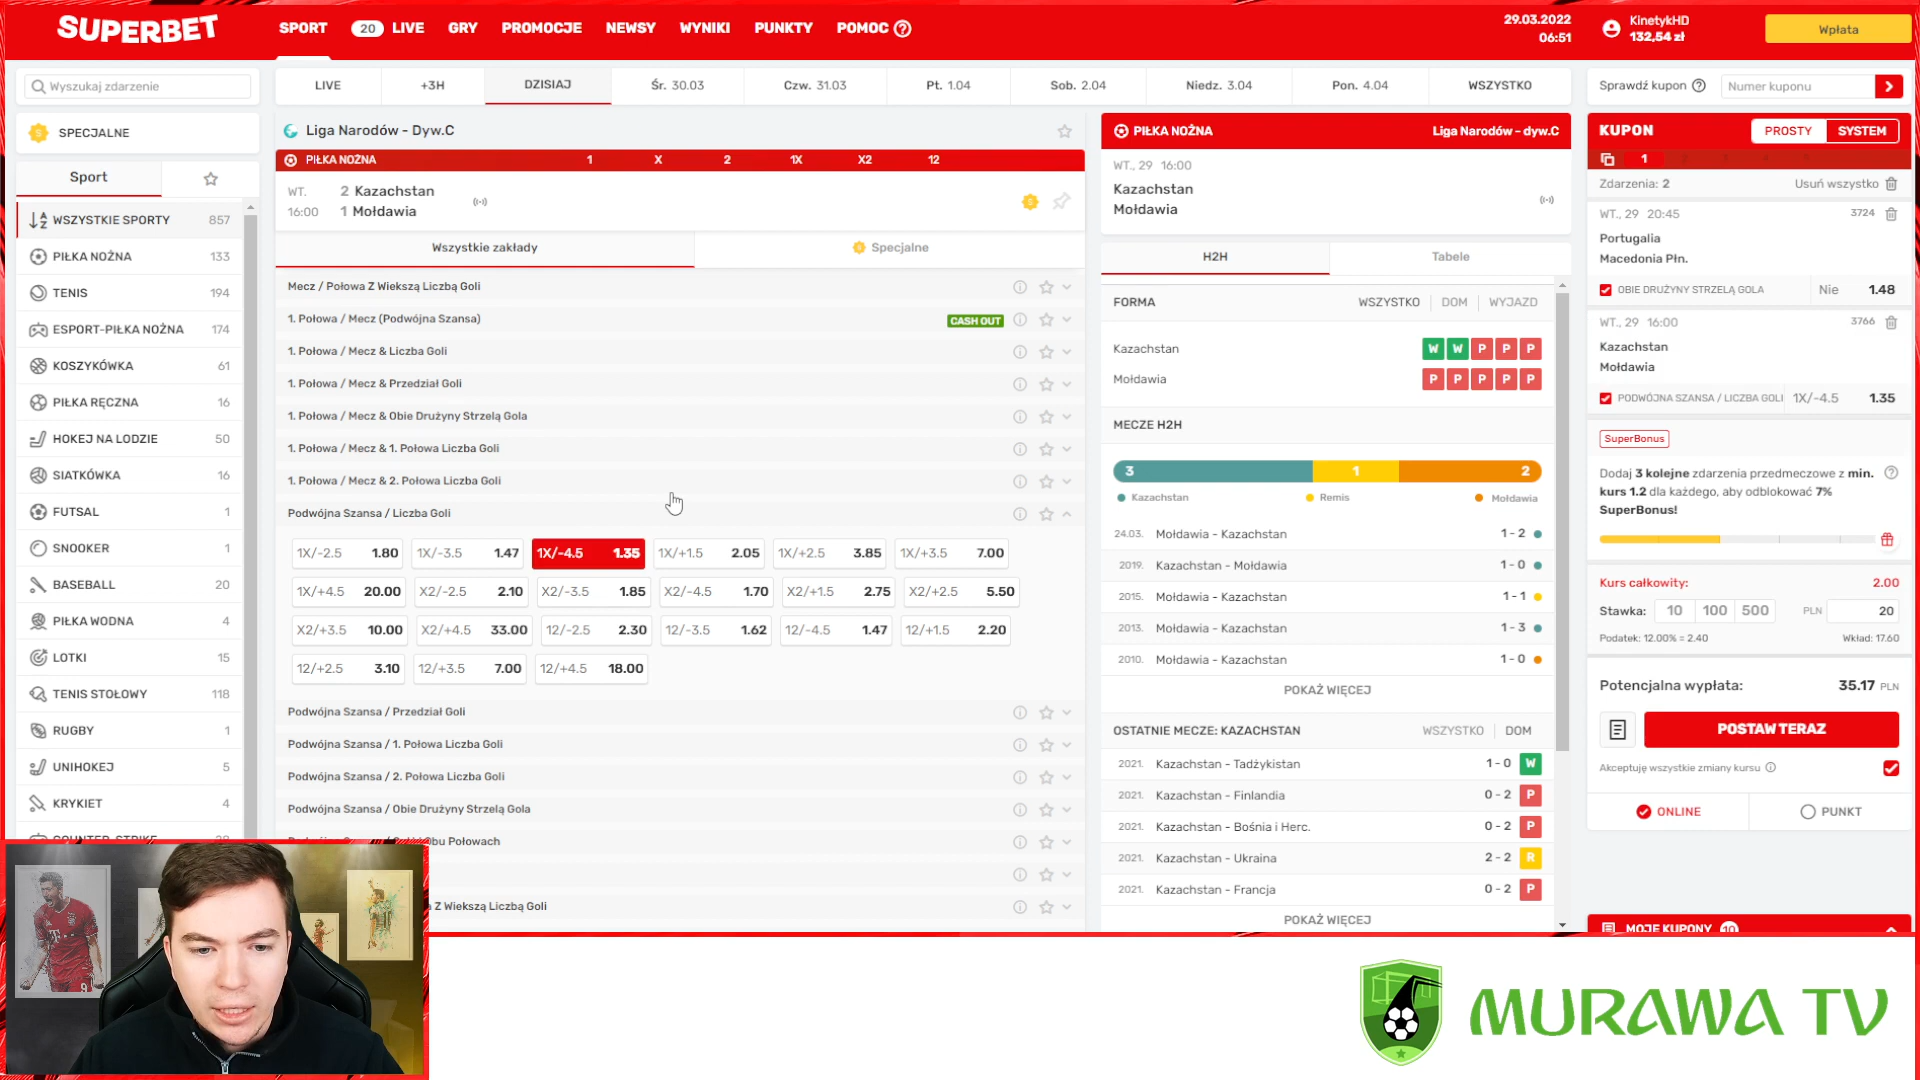 SUPERBET
SPORT
20 LIVE
GRY
PROMOCJE
NEWSY
WYNIKI
PUNKTY
POMOC ?
29.03.2022
06:51
KinetykHD
132,54 zł
Wpłata
Wyszukaj zdarzenie
SPECJALNE
Sport
WSZYSTKIE SPORTY 857
PIŁKA NOŻNA 133
TENIS 194
ESPORT-PIŁKA NOŻNA 174
KOSZYKÓWKA 61
PIŁKA RĘCZNA 16
HOKEJ NA LODZIE 50
SIATKÓWKA 16
FUTSAL 1
SNOOKER 1
BASEBALL 20
PIŁKA WODNA 4
LOTKI 15
TENIS STOŁOWY 118
RUGBY 1
UNIHOKEJ 5
KRYKIET 4
LIVE
+3H
DZISIAJ
Śr. 30.03
Czw. 31.03
Pt. 1.04
Sob. 2.04
Niedz. 3.04
Pon. 4.04
WSZYSTKO
Liga Narodów - Dyw.C
PIŁKA NOŻNA 1 X 2 1X X2 12
WT. 2 Kazachstan
16:00 1 Mołdawia
Wszystkie zakłady
Specjalne
Mecz / Połowa Z Wiekszą Liczbą Goli
1. Połowa / Mecz (Podwójna Szansa) CASH OUT
1. Połowa / Mecz & Liczba Goli
1. Połowa / Mecz & Przedział Goli
1. Połowa / Mecz & Obie Drużyny Strzelą Gola
1. Połowa / Mecz & 1. Połowa Liczba Goli
1. Połowa / Mecz & 2. Połowa Liczba Goli
Podwójna Szansa / Liczba Goli
1X/-2.5 1.80 1X/-3.5 1.47 1X/-4.5 1.35 1X/+1.5 2.05 1X/+2.5 3.85 1X/+3.5 7.00
1X/+4.5 20.00 X2/-2.5 2.10 X2/-3.5 1.85 X2/-4.5 1.70 X2/+1.5 2.75 X2/+2.5 5.50
X2/+3.5 10.00 X2/+4.5 33.00 12/-2.5 2.30 12/-3.5 1.62 12/-4.5 1.47 12/+1.5 2.20
12/+2.5 3.10 12/+3.5 7.00 12/+4.5 18.00
Podwójna Szansa / Przedział Goli
Podwójna Szansa / 1. Połowa Liczba Goli
Podwójna Szansa / 2. Połowa Liczba Goli
Podwójna Szansa / Obie Drużyny Strzelą Gola
Obu Połowach
Z Wiekszą Liczbą Goli
PIŁKA NOŻNA Liga Narodów - dyw.C
WT., 29 16:00
Kazachstan
Mołdawia
H2H
Tabele
FORMA WSZYSTKO DOM WYJAZD
Kazachstan W W P P P
Mołdawia P P P P P
MECZE H2H
3 1 2
Kazachstan Remis Mołdawia
24.03. Mołdawia - Kazachstan 1 - 2
2019. Kazachstan - Mołdawia 1 - 0
2015. Mołdawia - Kazachstan 1 - 1
2013. Mołdawia - Kazachstan 1 - 3
2010. Mołdawia - Kazachstan 1 - 0
POKAŻ WIĘCEJ
OSTATNIE MECZE: KAZACHSTAN WSZYSTKO DOM
2021. Kazachstan - Tadżykistan 1 - 0 W
2021. Kazachstan - Finlandia 0 - 2 P
2021. Kazachstan - Bośnia i Herc. 0 - 2 P
2021. Kazachstan - Ukraina 2 - 2 R
2021. Kazachstan - Francja 0 - 2 P
POKAŻ WIĘCEJ
Sprawdź kupon ? Numer kuponu
KUPON PROSTY SYSTEM
1
Zdarzenia: 2 Usuń wszystko
WT., 29 20:45 3724
Portugalia
Macedonia Płn.
OBIE DRUŻYNY STRZELĄ GOLA Nie 1.48
WT., 29 16:00 3766
Kazachstan
Mołdawia
PODWÓJNA SZANSA / LICZBA GOLI 1X/-4.5 1.35
SuperBonus
Dodaj 3 kolejne zdarzenia przedmeczowe z min. ?
kurs 1.2 dla każdego, aby odblokować 7%
SuperBonus!
Kurs całkowity: 2.00
Stawka: 10 100 500 PLN 20
Podatek: 12.00% = 2.40 Wkład: 17.60
Potencjalna wypłata: 35.17 PLN
POSTAW TERAZ
Akceptuję wszystkie zmiany kursu
ONLINE
PUNKT
MOJE KUPONY 10
9
MURAWA TV